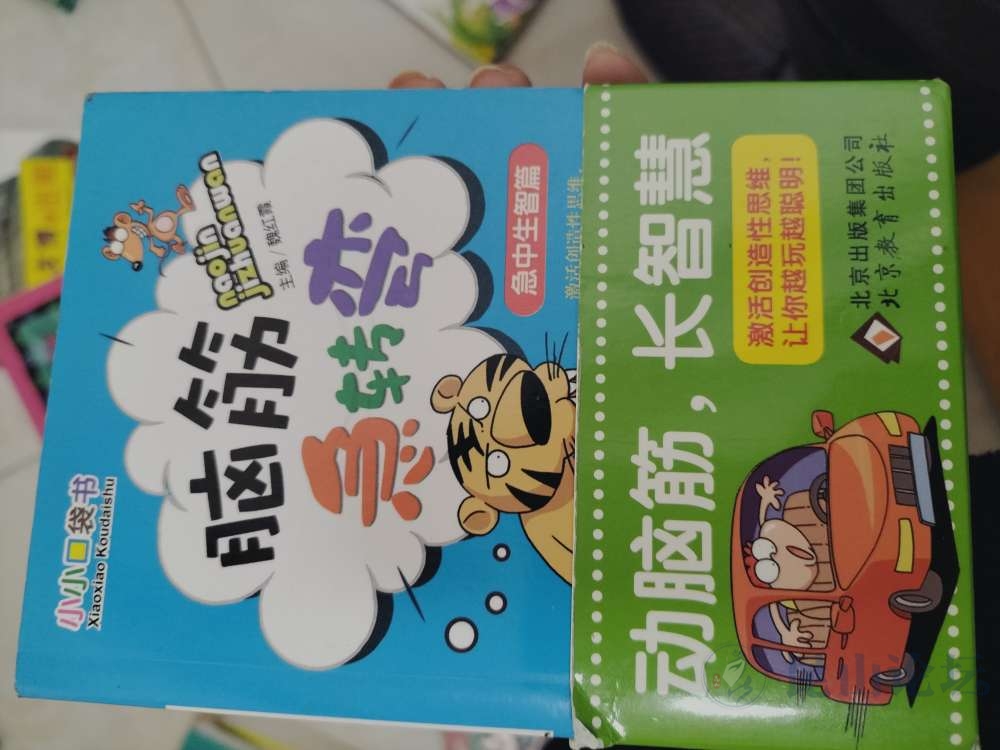 小小口袋书
Xiaoxiao Koudaishu
脑筋
急转弯
naojin
jizhuanwan
主编/魏红霞
急中生智篇
激活创造性思维,
动脑筋,长智慧
激活创造性思维,
让你越玩越聪明!
北京出版集团公司
北京教育出版社